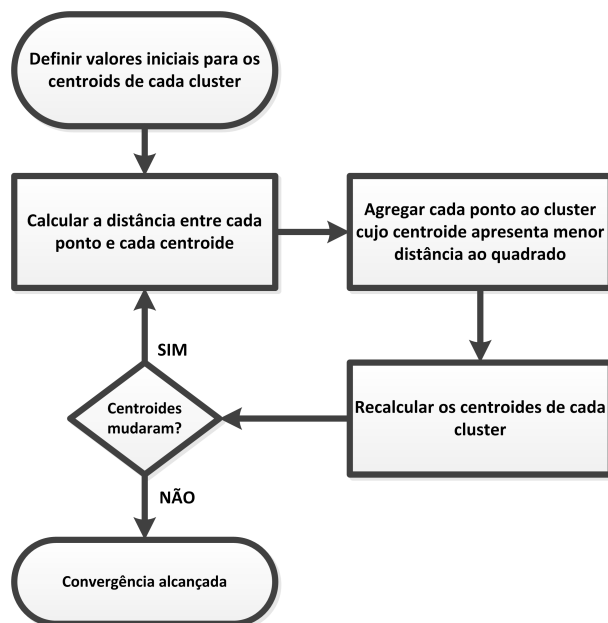 Definir valores iniciais para os
centroids de cada cluster
Calcular a distância entre cada
ponto e cada centroide
Agregar cada ponto ao cluster
cujo centroide apresenta menor
distância ao quadrado
Recalcular os centroides de cada
cluster
SIM
Centroides
mudaram?
NÃO
Convergência alcançada